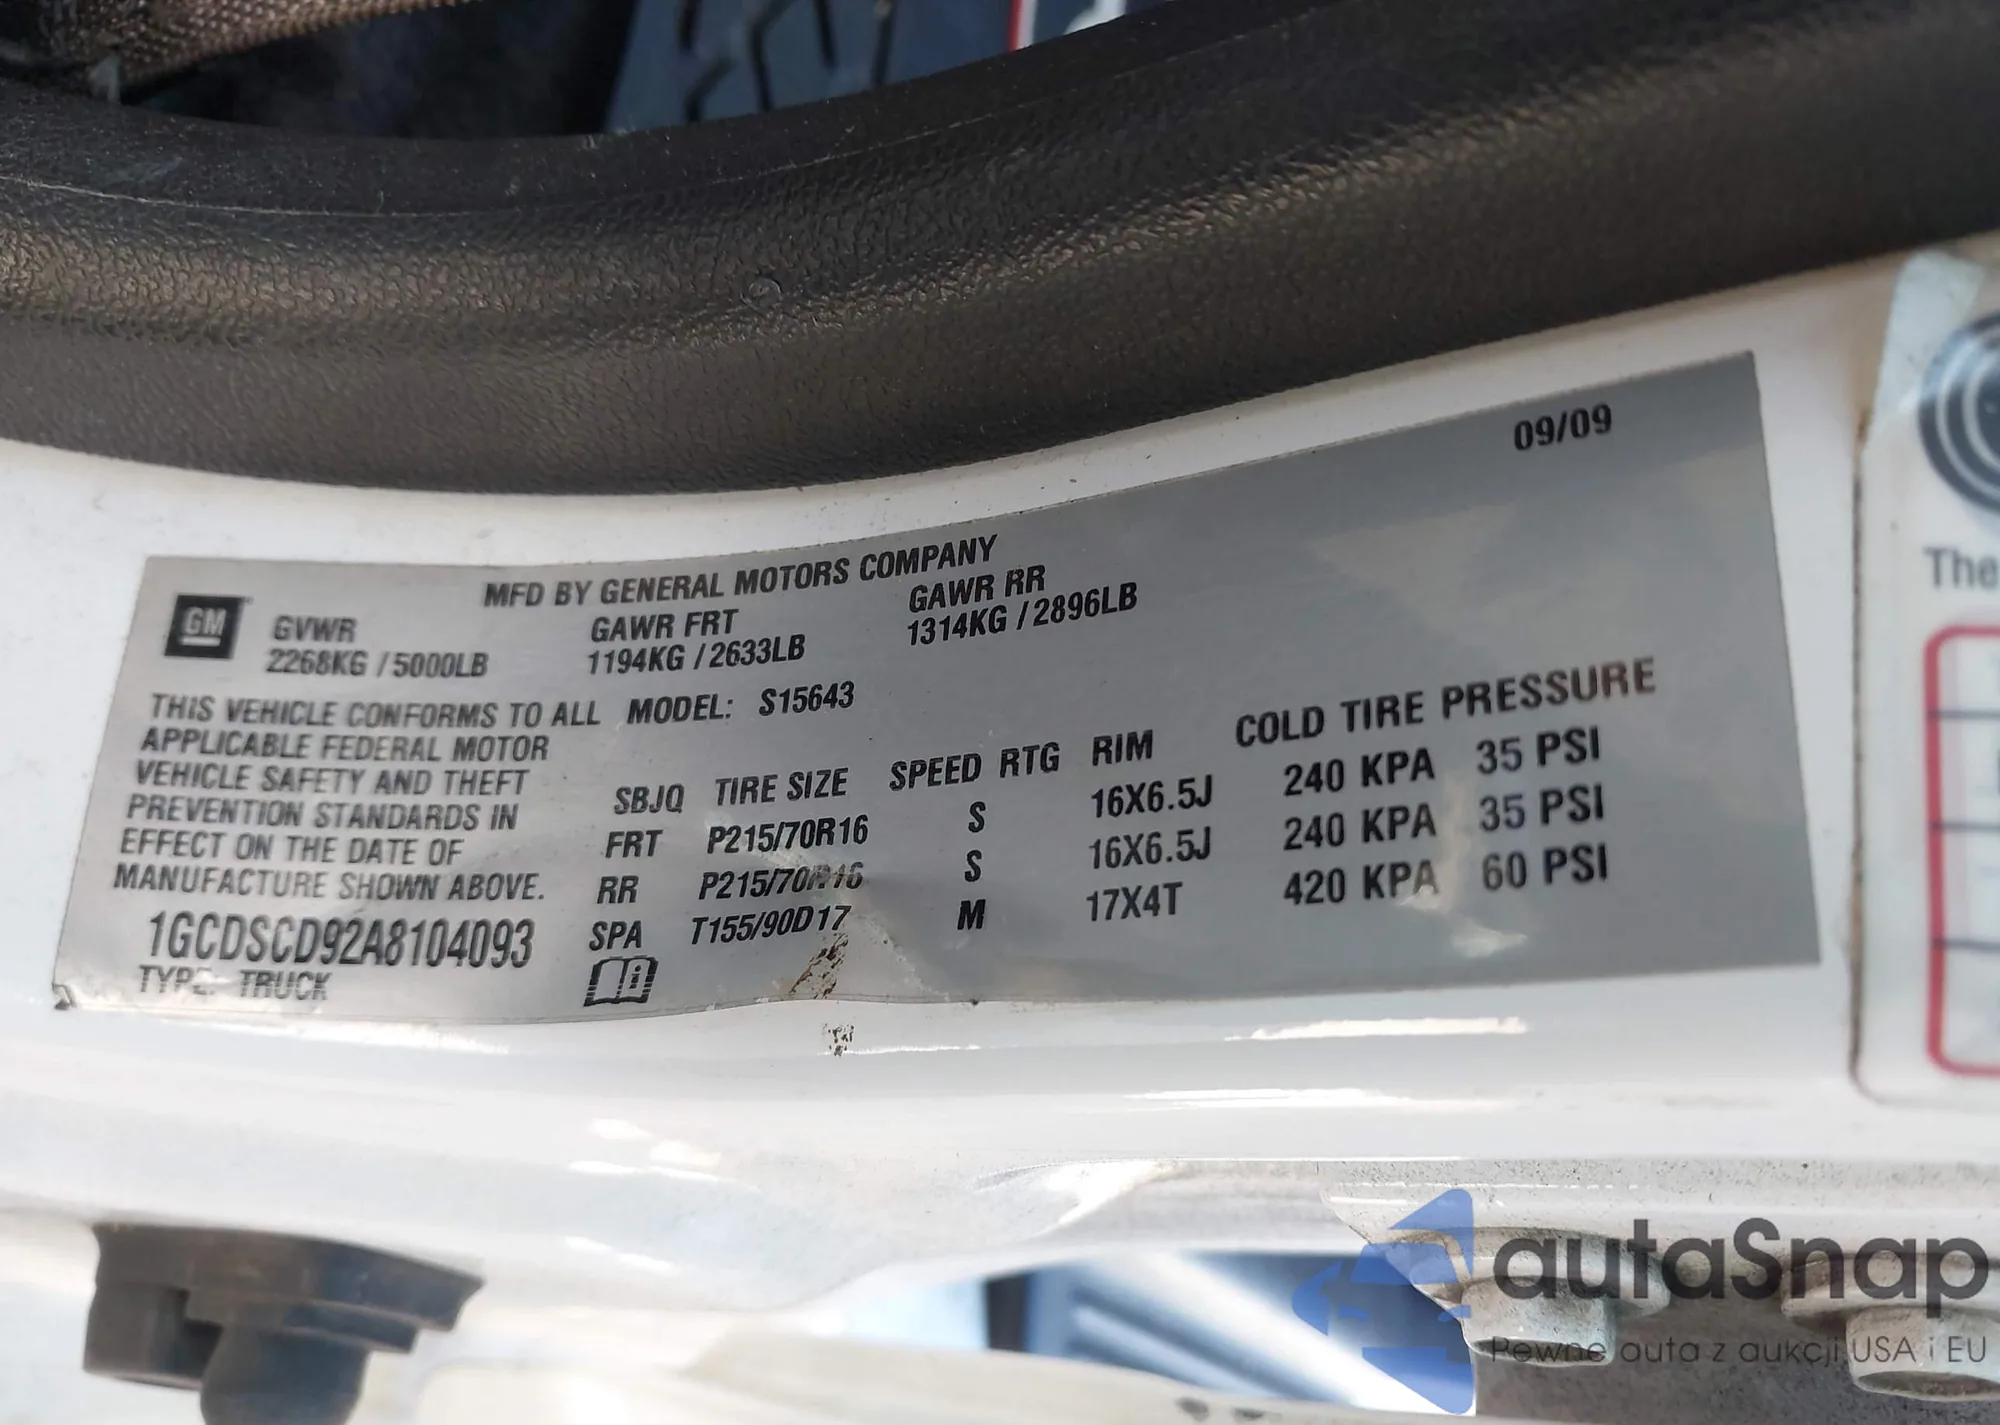 09/09
MFD BY GENERAL MOTORS COMPANY
GM
GVWR GAWR FRT GAWR RR
2268KG / 5000LB 1194KG / 2633LB 1314KG / 2896LB
THIS VEHICLE CONFORMS TO ALL
APPLICABLE FEDERAL MOTOR
VEHICLE SAFETY AND THEFT
PREVENTION STANDARDS IN
EFFECT ON THE DATE OF
MANUFACTURE SHOWN ABOVE.
1GCDSCD92A8104093
TYPE: TRUCK
MODEL: S15643
SBJQ TIRE SIZE SPEED RTG RIM COLD TIRE PRESSURE
FRT P215/70R16 S 16X6.5J 240 KPA 35 PSI
RR P215/70R16 S 16X6.5J 240 KPA 35 PSI
SPA T155/90D17 M 17X4T 420 KPA 60 PSI
The
autaSnap
Pewne auta z aukcji USA i EU